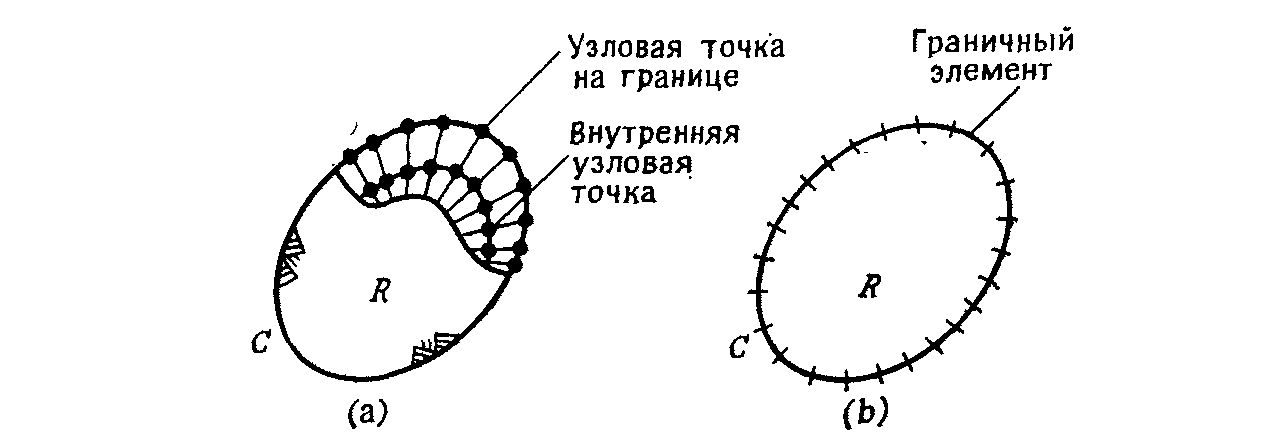 Узловая точка
на границе
Внутренняя
узловая
точка
R
C
(a)
Граничный
элемент
R
C
(b)